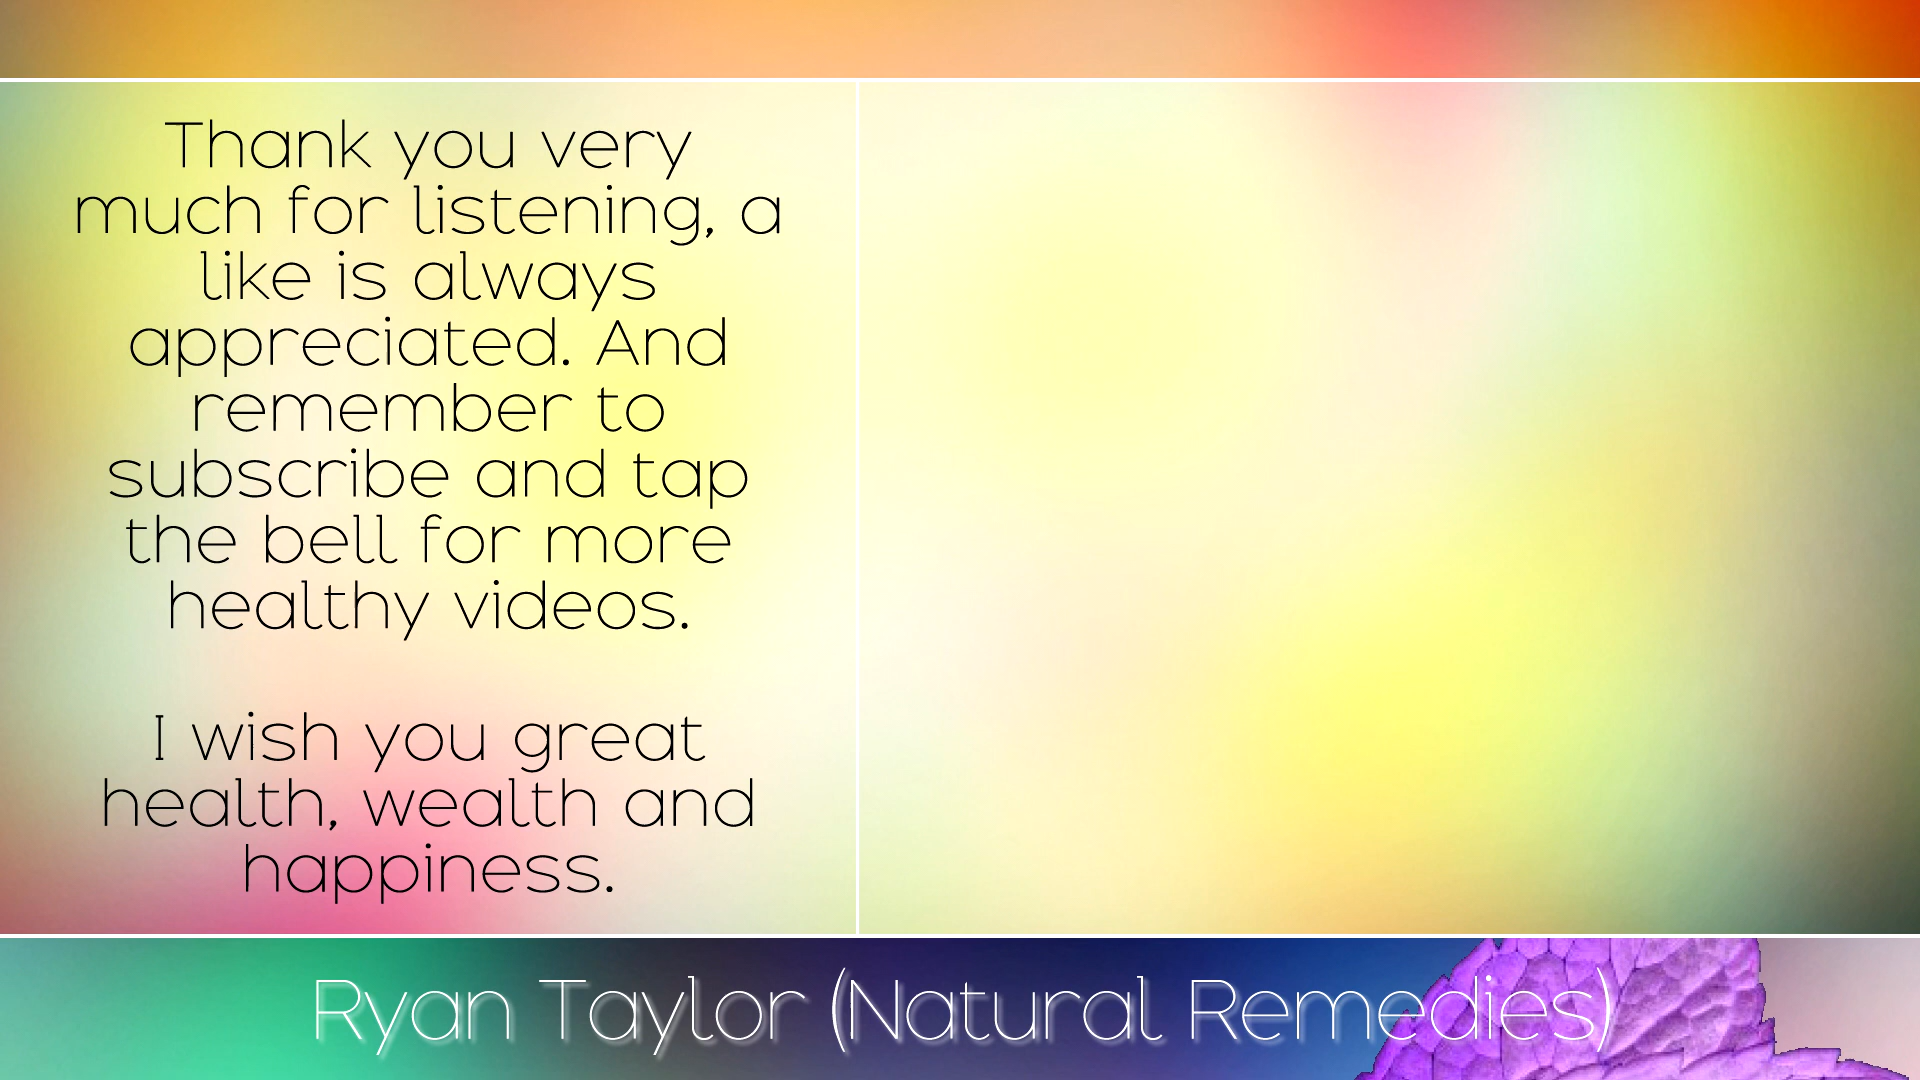 Thank you very
much for listening, a
like is always
appreciated. And
remember to
subscribe and tap
the bell for more
healthy videos.
I wish you great
health, wealth and
happiness.
Ryan Taylor (Natural Remedies)